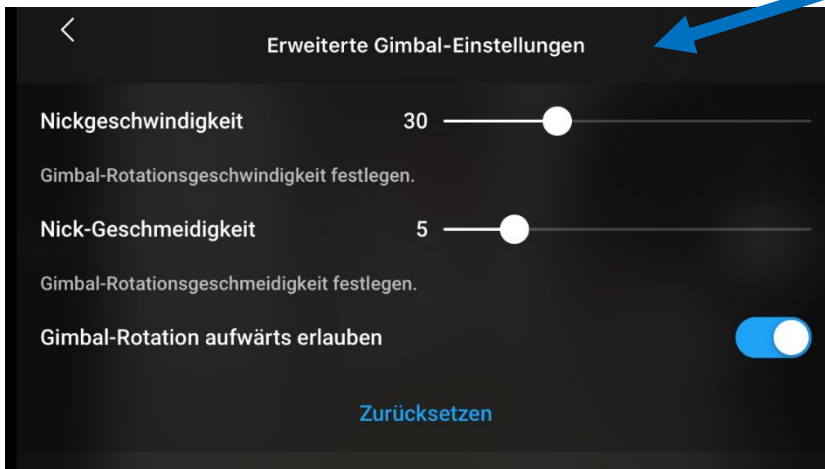 Erweiterte Gimbal-Einstellungen
Nickgeschwindigkeit 30
Gimbal-Rotationsgeschwindigkeit festlegen.
Nick-Geschmeidigkeit 5
Gimbal-Rotationsgeschmeidigkeit festlegen.
Gimbal-Rotation aufwärts erlauben
Zurücksetzen